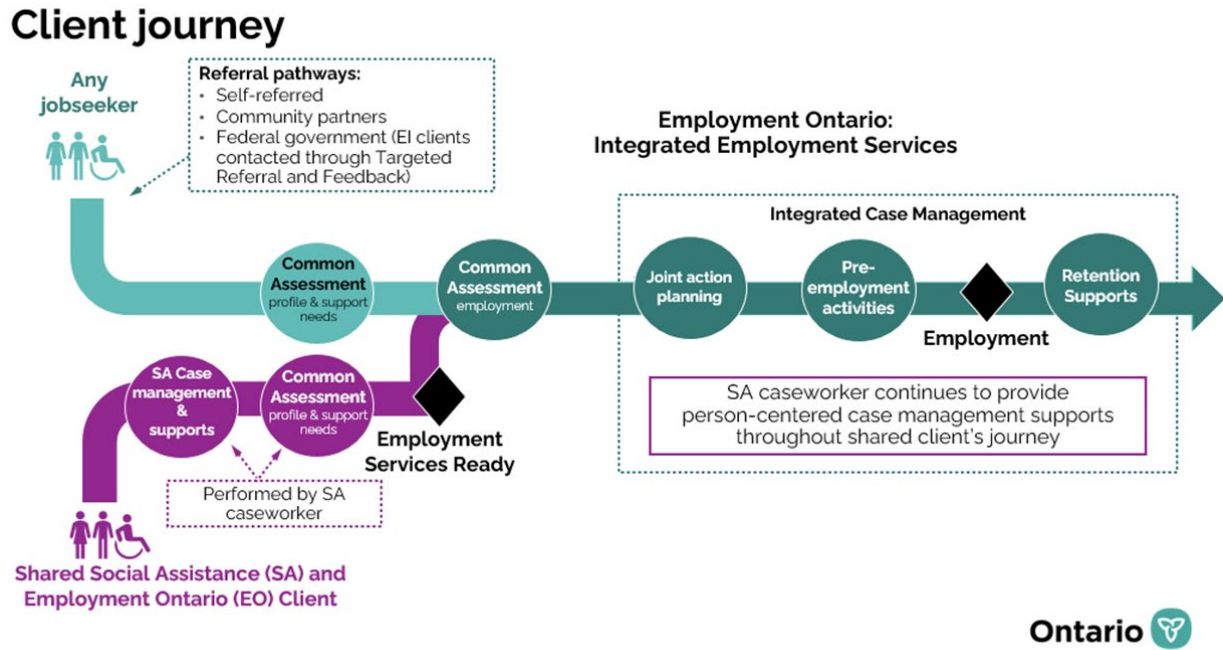 Client journey
Any
jobseeker
Referral pathways:
• Self-referred
• Community partners
• Federal government (EI clients
contacted through Targeted
Referral and Feedback)
Employment Ontario:
Integrated Employment Services
Integrated Case Management
Common
Assessment
profile & support
needs
Common
Assessment
employment
Joint action
planning
Pre-
employment
activities
Employment
Retention
Supports
SA Case
management
&
supports
Common
Assessment
profile & support
needs
Employment
Services Ready
Performed by SA
caseworker
SA caseworker continues to provide
person-centered case management supports
throughout shared client's journey
Shared Social Assistance (SA) and
Employment Ontario (EO) Client
Ontario